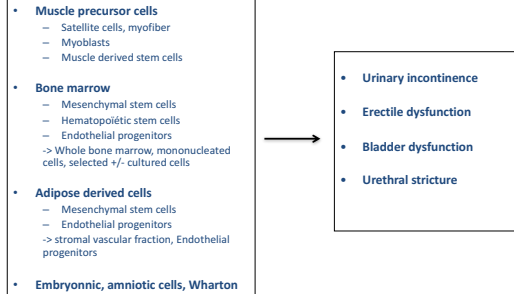 • Muscle precursor cells
– Satellite cells, myofiber
– Myoblasts
– Muscle derived stem cells
• Bone marrow
– Mesenchymal stem cells
– Hematopoïétic stem cells
– Endothelial progenitors
-> Whole bone marrow, mononucleated
cells, selected +/- cultured cells
• Adipose derived cells
– Mesenchymal stem cells
– Endothelial progenitors
-> stromal vascular fraction, Endothelial
progenitors
• Embryonnic, amniotic cells, Wharton
• Urinary incontinence
• Erectile dysfunction
• Bladder dysfunction
• Urethral stricture